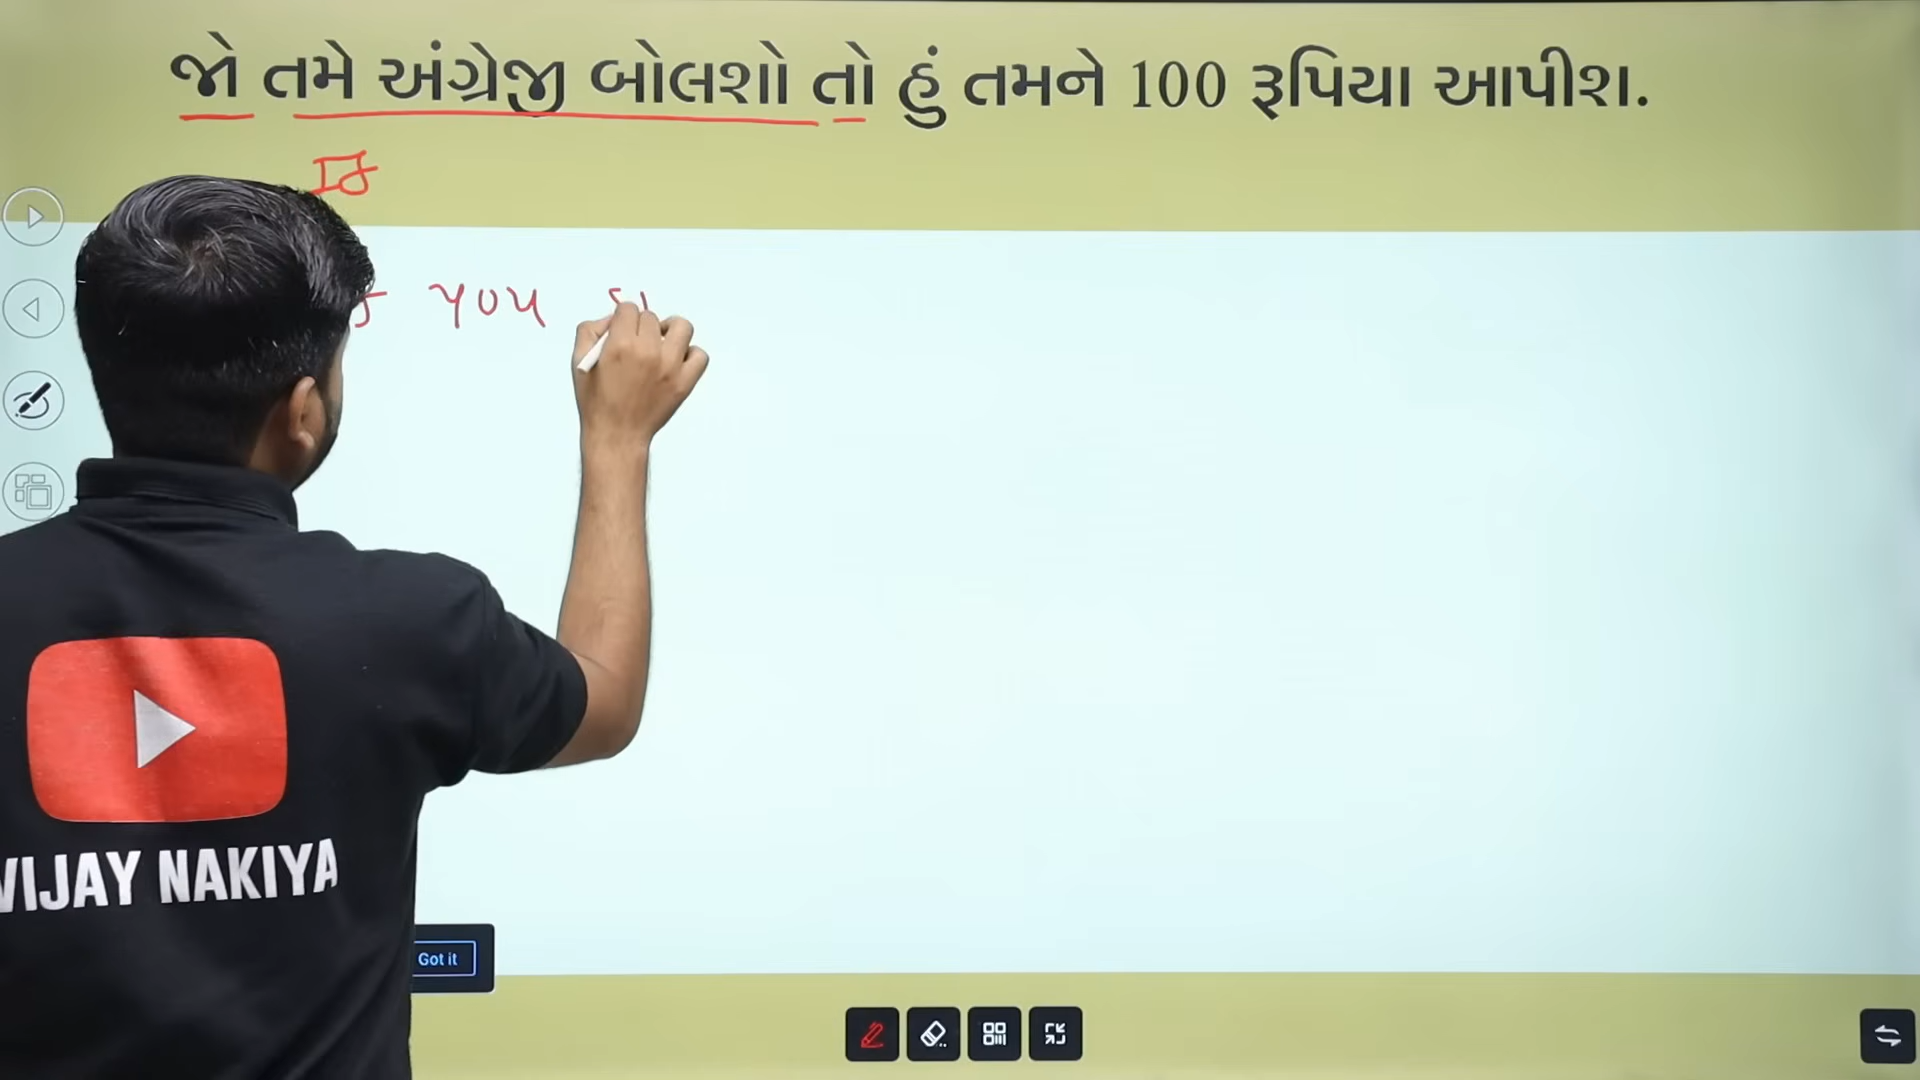 જો તમે અંગ્રેજી બોલશો તો હું તમને 100 રૂપિયા આપીશ.
If
you
VIJAY NAKIYA
Got it